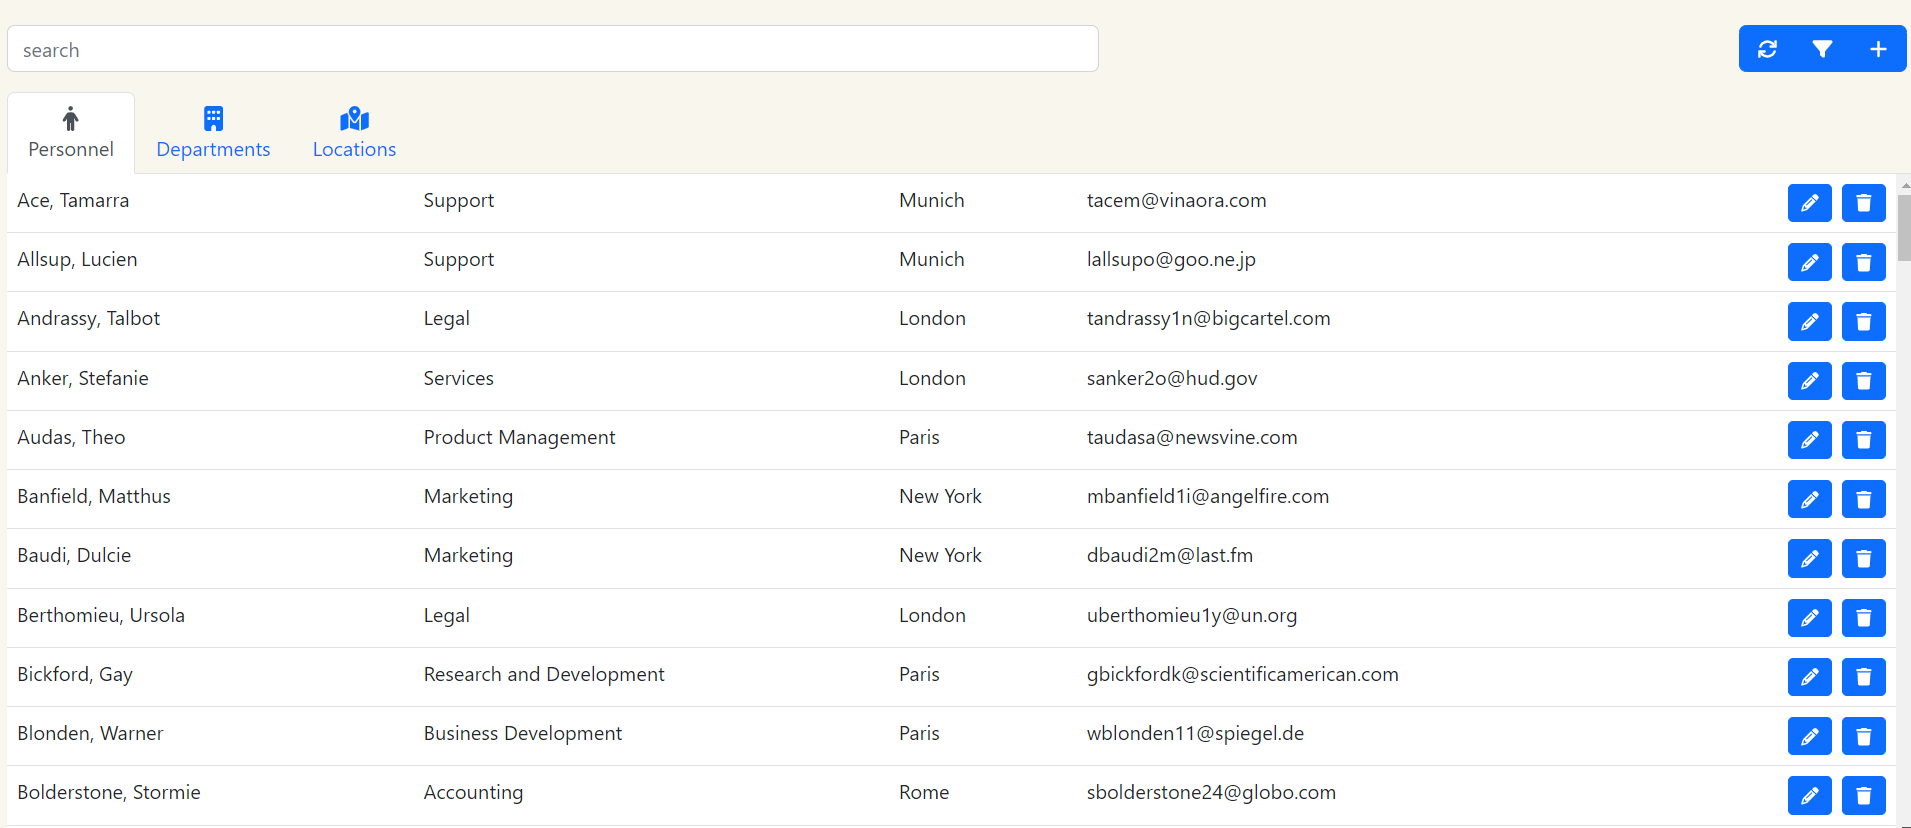 search
Personnel Departments Locations
Ace, Tamarra Support Munich tacem@vinaora.com
Allsup, Lucien Support Munich lallsupo@goo.ne.jp
Andrassy, Talbot Legal London tandrassy1n@bigcartel.com
Anker, Stefanie Services London sanker2o@hud.gov
Audas, Theo Product Management Paris taudasa@newsvine.com
Banfield, Matthus Marketing New York mbanfield1i@angelfire.com
Baudi, Dulcie Marketing New York dbaudi2m@last.fm
Berthomieu, Ursola Legal London uberthomieu1y@un.org
Bickford, Gay Research and Development Paris gbickfordk@scientificamerican.com
Blonden, Warner Business Development Paris wblonden11@spiegel.de
Bolderstone, Stormie Accounting Rome sbolderstone24@globo.com